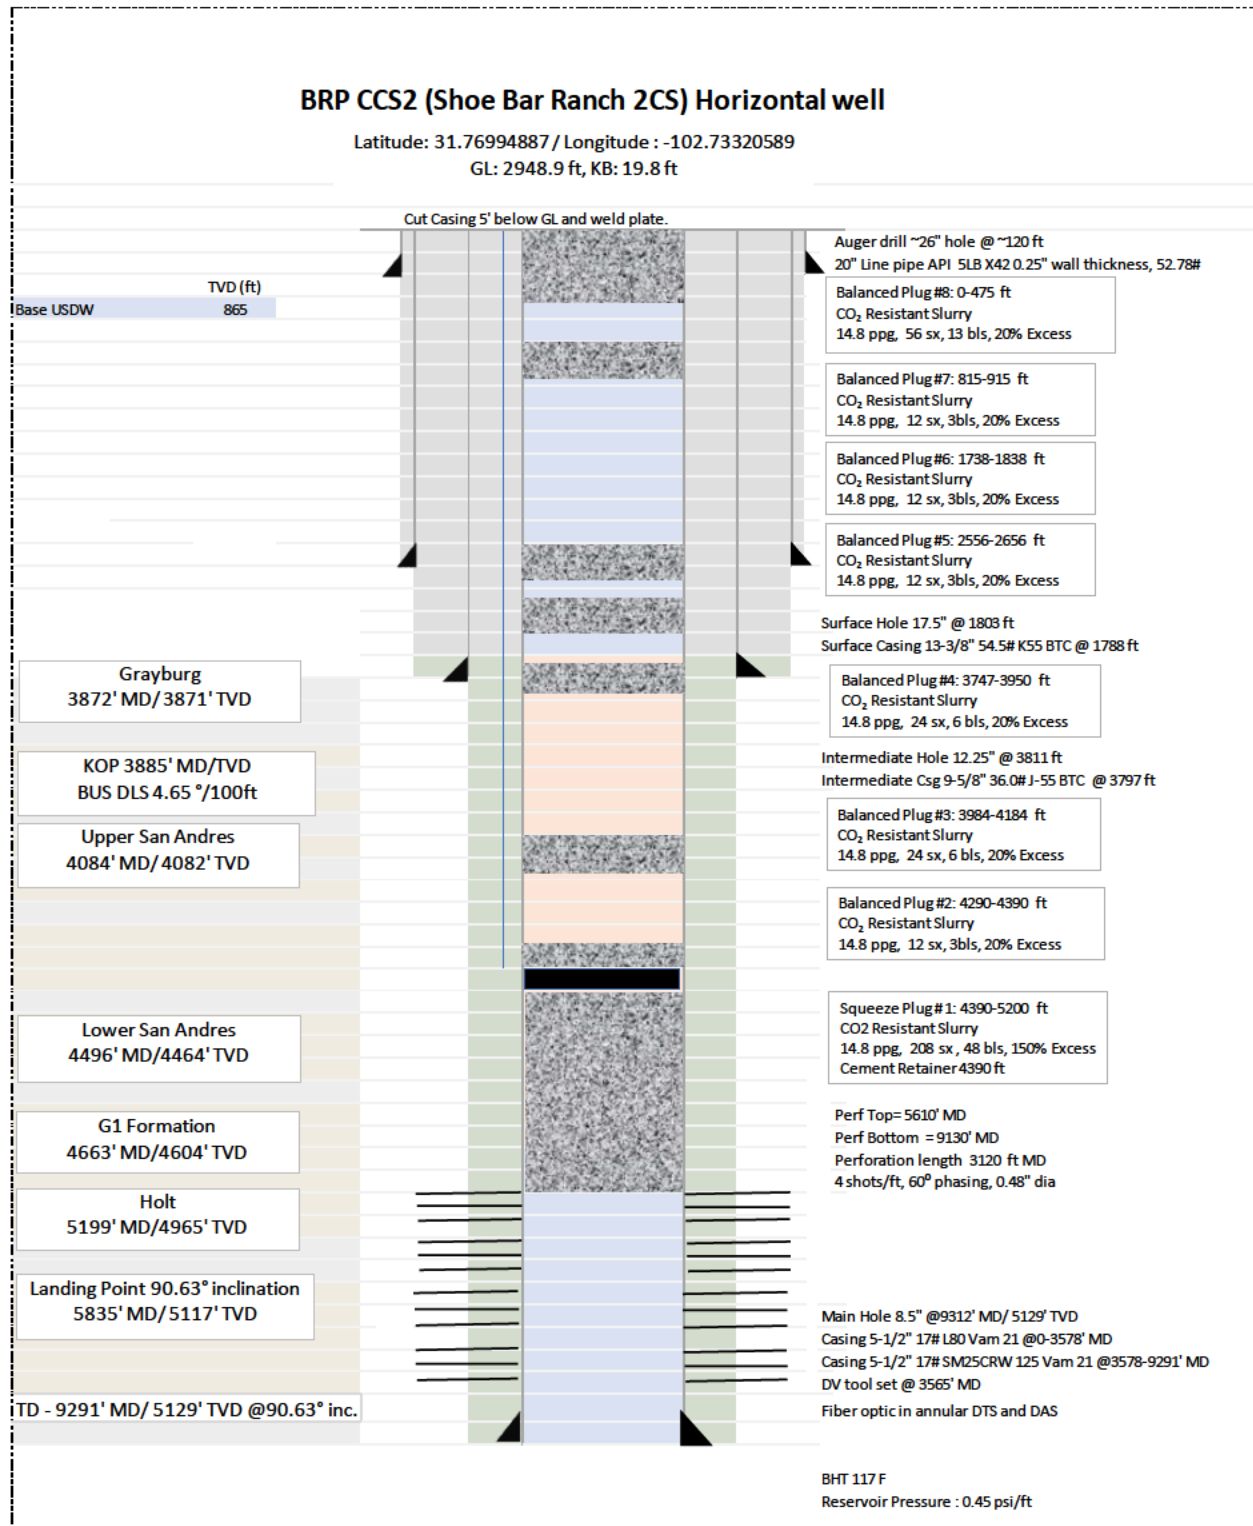 BRP CCS2 (Shoe Bar Ranch 2CS) Horizontal well
Latitude: 31.76994887 / Longitude : -102.73320589
GL: 2948.9 ft, KB: 19.8 ft
Cut Casing 5' below GL and weld plate.
TVD (ft)
Base USDW 865
Grayburg
3872' MD/ 3871' TVD
KOP 3885' MD/TVD
BUS DLS 4.65 °/100ft
Upper San Andres
4084' MD/ 4082' TVD
Lower San Andres
4496' MD/4464' TVD
G1 Formation
4663' MD/4604' TVD
Holt
5199' MD/4965' TVD
Landing Point 90.63° inclination
5835' MD/ 5117' TVD
TD - 9291' MD/ 5129' TVD @90.63° inc.
Auger drill ~26" hole @ ~120 ft
20" Line pipe API 5LB X42 0.25" wall thickness, 52.78#
Balanced Plug #8: 0-475 ft
CO₂ Resistant Slurry
14.8 ppg, 56 sx, 13 bls, 20% Excess
Balanced Plug #7: 815-915 ft
CO₂ Resistant Slurry
14.8 ppg, 12 sx, 3bls, 20% Excess
Balanced Plug #6: 1738-1838 ft
CO₂ Resistant Slurry
14.8 ppg, 12 sx, 3bls, 20% Excess
Balanced Plug #5: 2556-2656 ft
CO₂ Resistant Slurry
14.8 ppg, 12 sx, 3bls, 20% Excess
Surface Hole 17.5" @ 1803 ft
Surface Casing 13-3/8" 54.5# K55 BTC @ 1788 ft
Balanced Plug #4: 3747-3950 ft
CO₂ Resistant Slurry
14.8 ppg, 24 sx, 6 bls, 20% Excess
Intermediate Hole 12.25" @ 3811 ft
Intermediate Csg 9-5/8" 36.0# J-55 BTC @ 3797 ft
Balanced Plug #3: 3984-4184 ft
CO₂ Resistant Slurry
14.8 ppg, 24 sx, 6 bls, 20% Excess
Balanced Plug #2: 4290-4390 ft
CO₂ Resistant Slurry
14.8 ppg, 12 sx, 3bls, 20% Excess
Squeeze Plug #1: 4390-5200 ft
CO2 Resistant Slurry
14.8 ppg, 208 sx , 48 bls, 150% Excess
Cement Retainer 4390 ft
Perf Top= 5610' MD
Perf Bottom = 9130' MD
Perforation length 3120 ft MD
4 shots/ft, 60⁰ phasing, 0.48" dia
Main Hole 8.5" @9312' MD/ 5129' TVD
Casing 5-1/2" 17# L80 Vam 21 @0-3578' MD
Casing 5-1/2" 17# SM25CRW 125 Vam 21 @3578-9291' MD
DV tool set @ 3565' MD
Fiber optic in annular DTS and DAS
BHT 117 F
Reservoir Pressure : 0.45 psi/ft